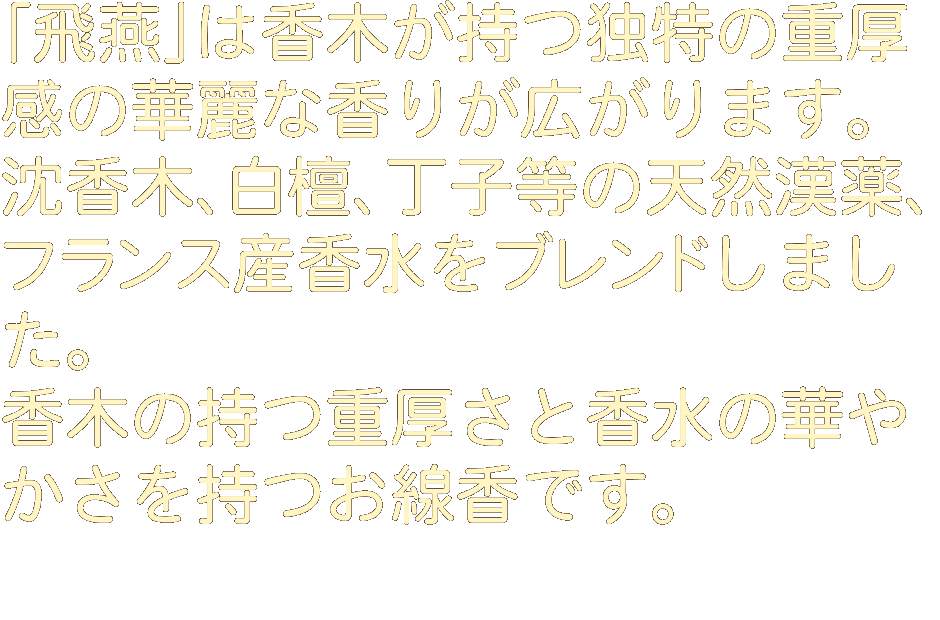 「飛燕」は香木が持つ独特の重厚
感の華麗な香りが広がります。
沈香木、白檀、丁子等の天然漢薬、
フランス産香水をブレンドしまし
た。
香木の持つ重厚さと香水の華や
かさを持つお線香です。